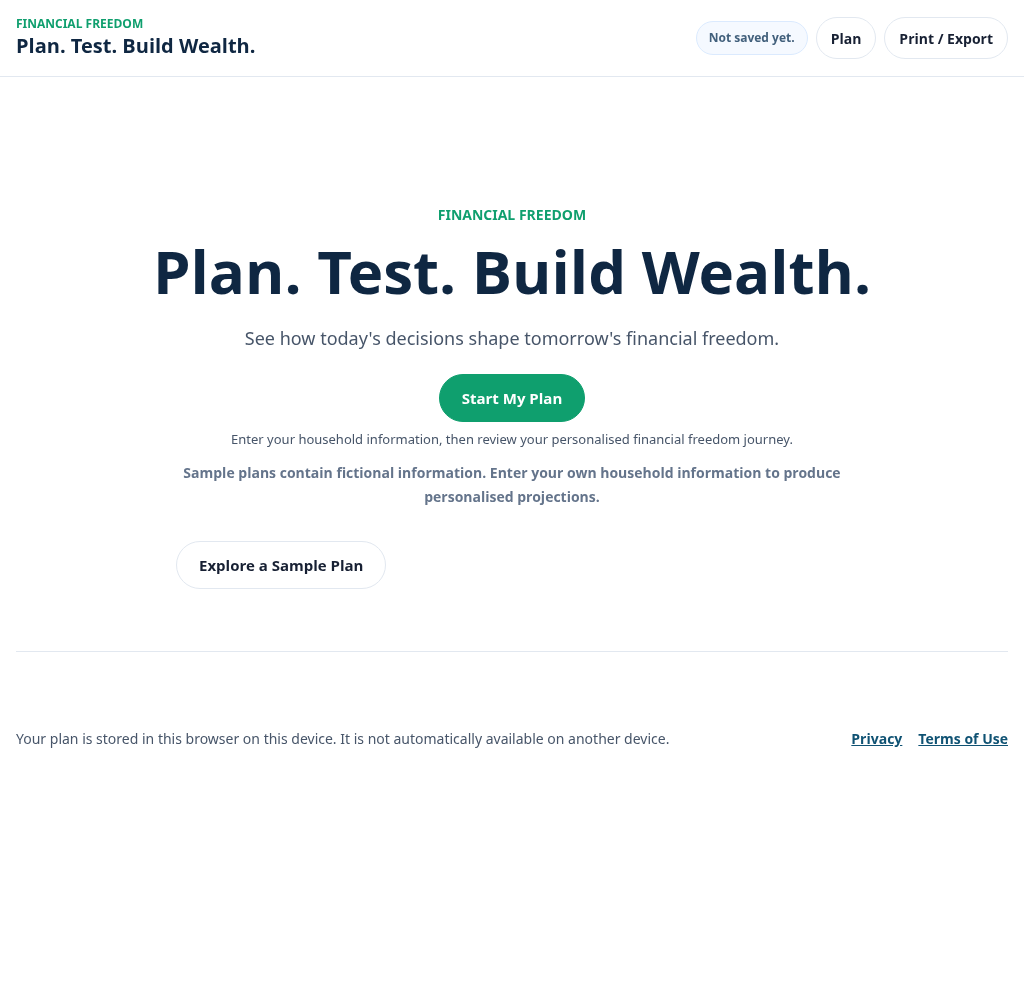 FINANCIAL FREEDOM
Plan. Test. Build Wealth.
Not saved yet.
Plan
Print / Export
FINANCIAL FREEDOM
Plan. Test. Build Wealth.
See how today's decisions shape tomorrow's financial freedom.
Start My Plan
Enter your household information, then review your personalised financial freedom journey.
Sample plans contain fictional information. Enter your own household information to produce
personalised projections.
Explore a Sample Plan
Your plan is stored in this browser on this device. It is not automatically available on another device.
Privacy
Terms of Use